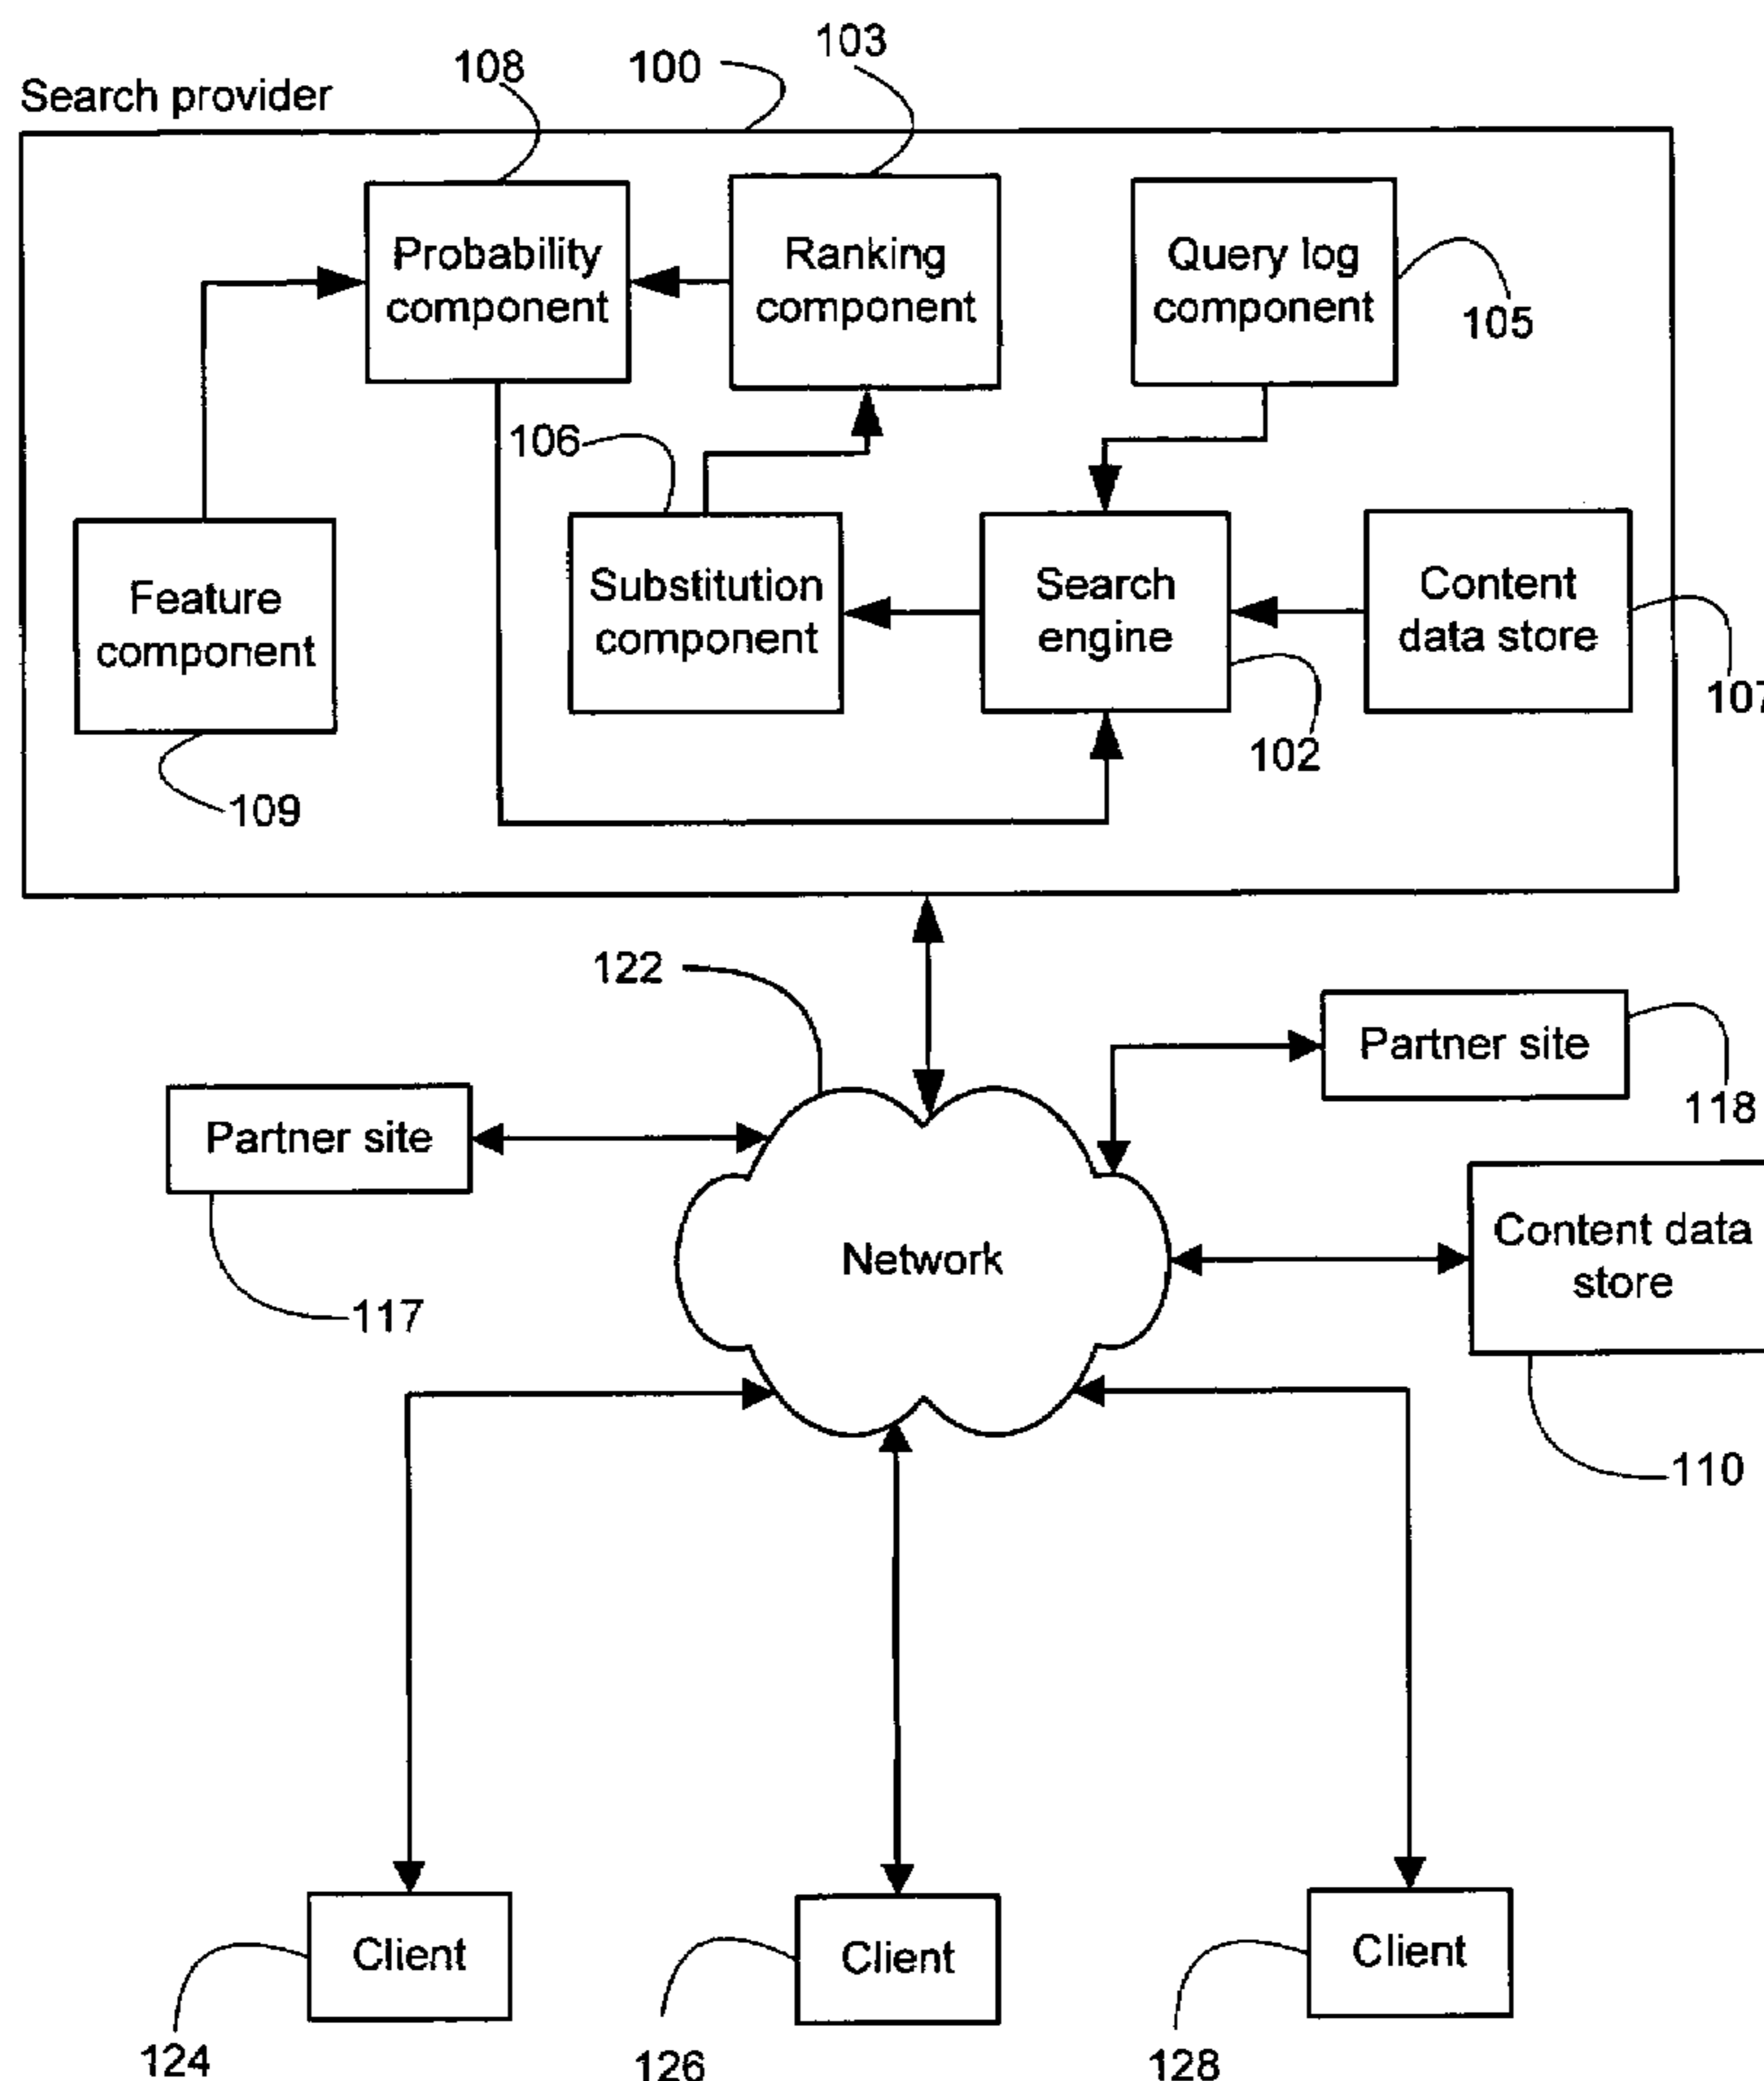 103
108
100
Search provider
Probability
component
Ranking
component
Query log
component
105
106
Feature
component
Substitution
component
Search
engine
Content
data store
107
102
109
122
Partner site
118
Partner site
Content data
store
Network
117
110
Client
Client
Client
124
126
128